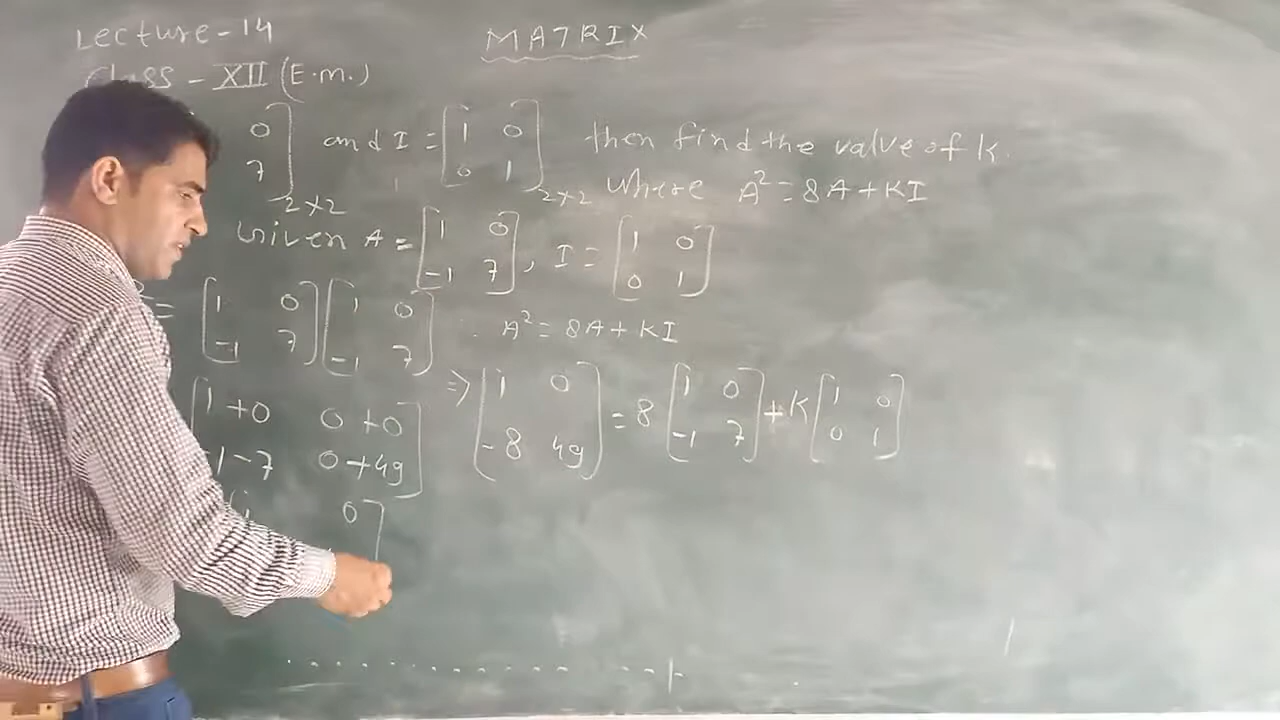 Lecture-14
MATRIX
Class - XII (E.m.)
0
7 2×2 and I = [1 0
0 1] 2×2 then find the value of k.
where A² = 8A + KI
Given A = [1 0
-1 7], I = [1 0
0 1]
= [1 0
-1 7] [1 0
-1 7]
A² = 8A + KI
[1+0 0+0
-1-7 0+49]
⇒ [1 0
-8 49] = 8 [1 0
-1 7] + K [1 0
0 1]
0